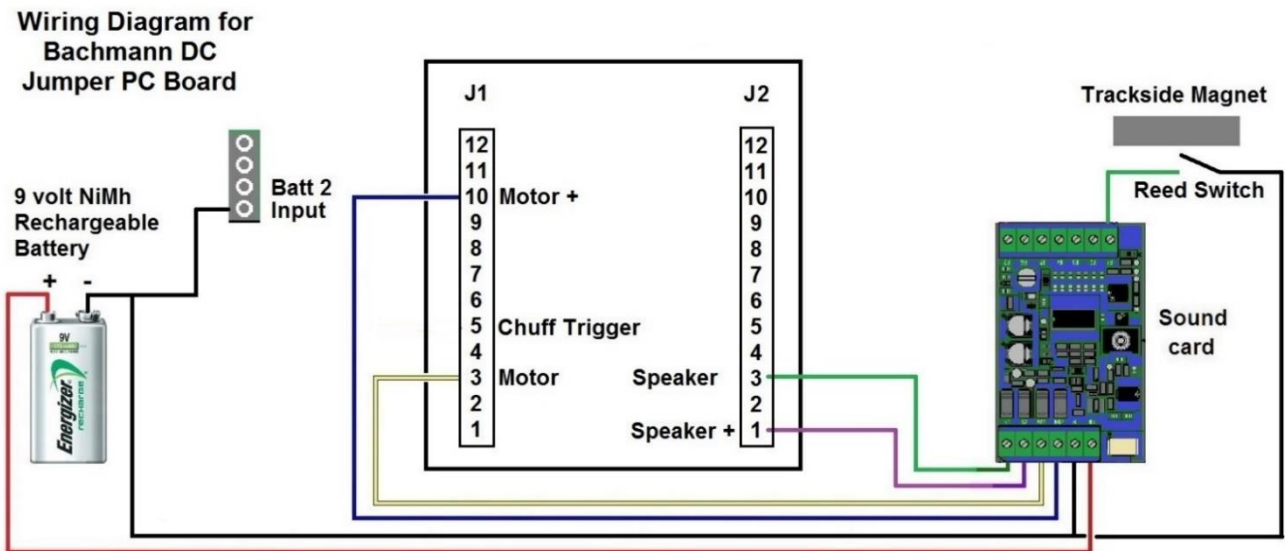 Wiring Diagram for
Bachmann DC
Jumper PC Board
9 volt NiMh
Rechargeable
Battery
+ -
9V
Energizer
recharge
Batt 2
Input
J1
12
11
10 Motor +
9
8
7
6
5 Chuff Trigger
4
3 Motor
2
1
J2
12
11
10
9
8
7
6
5
4
Speaker 3
2
Speaker + 1
Trackside Magnet
Reed Switch
Sound
card